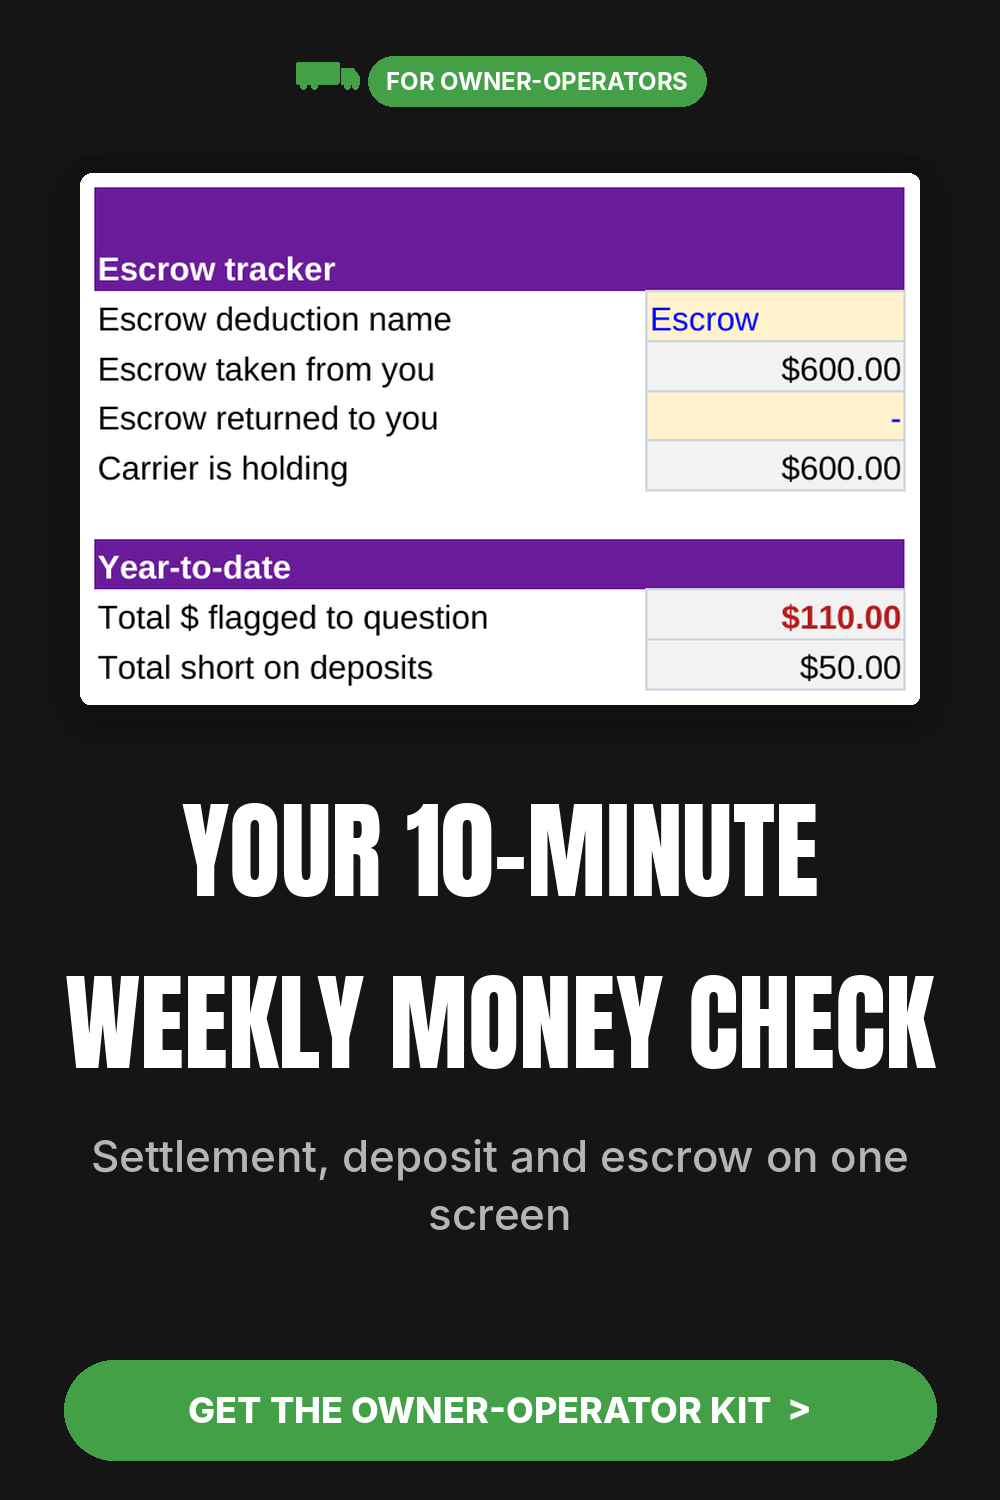 FOR OWNER-OPERATORS
Escrow tracker
Escrow deduction name Escrow
Escrow taken from you $600.00
Escrow returned to you -
Carrier is holding $600.00
Year-to-date
Total $ flagged to question $110.00
Total short on deposits $50.00
YOUR 10-MINUTE
WEEKLY MONEY CHECK
Settlement, deposit and escrow on one
screen
GET THE OWNER-OPERATOR KIT >